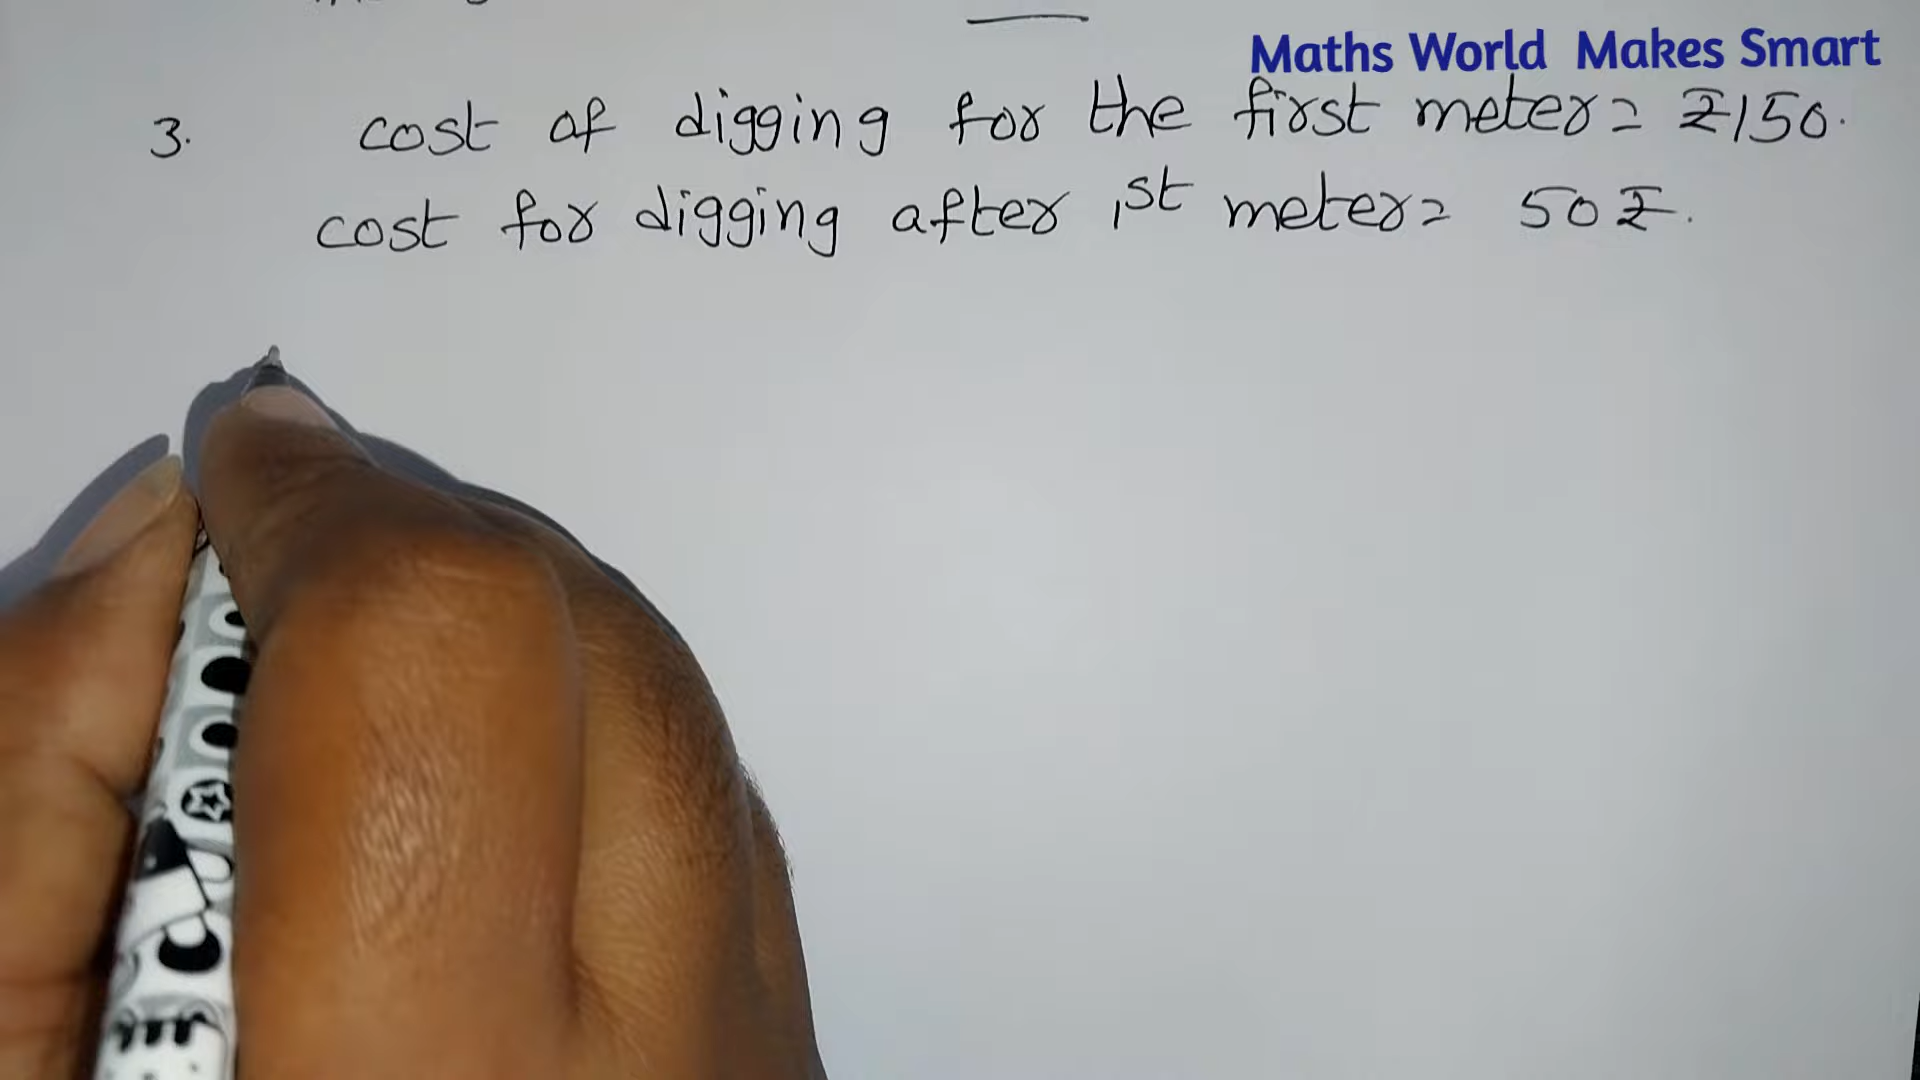 Maths World Makes Smart
3. cost of digging for the first meter = ₹150.
cost for digging after 1st meter = 50 ₹.